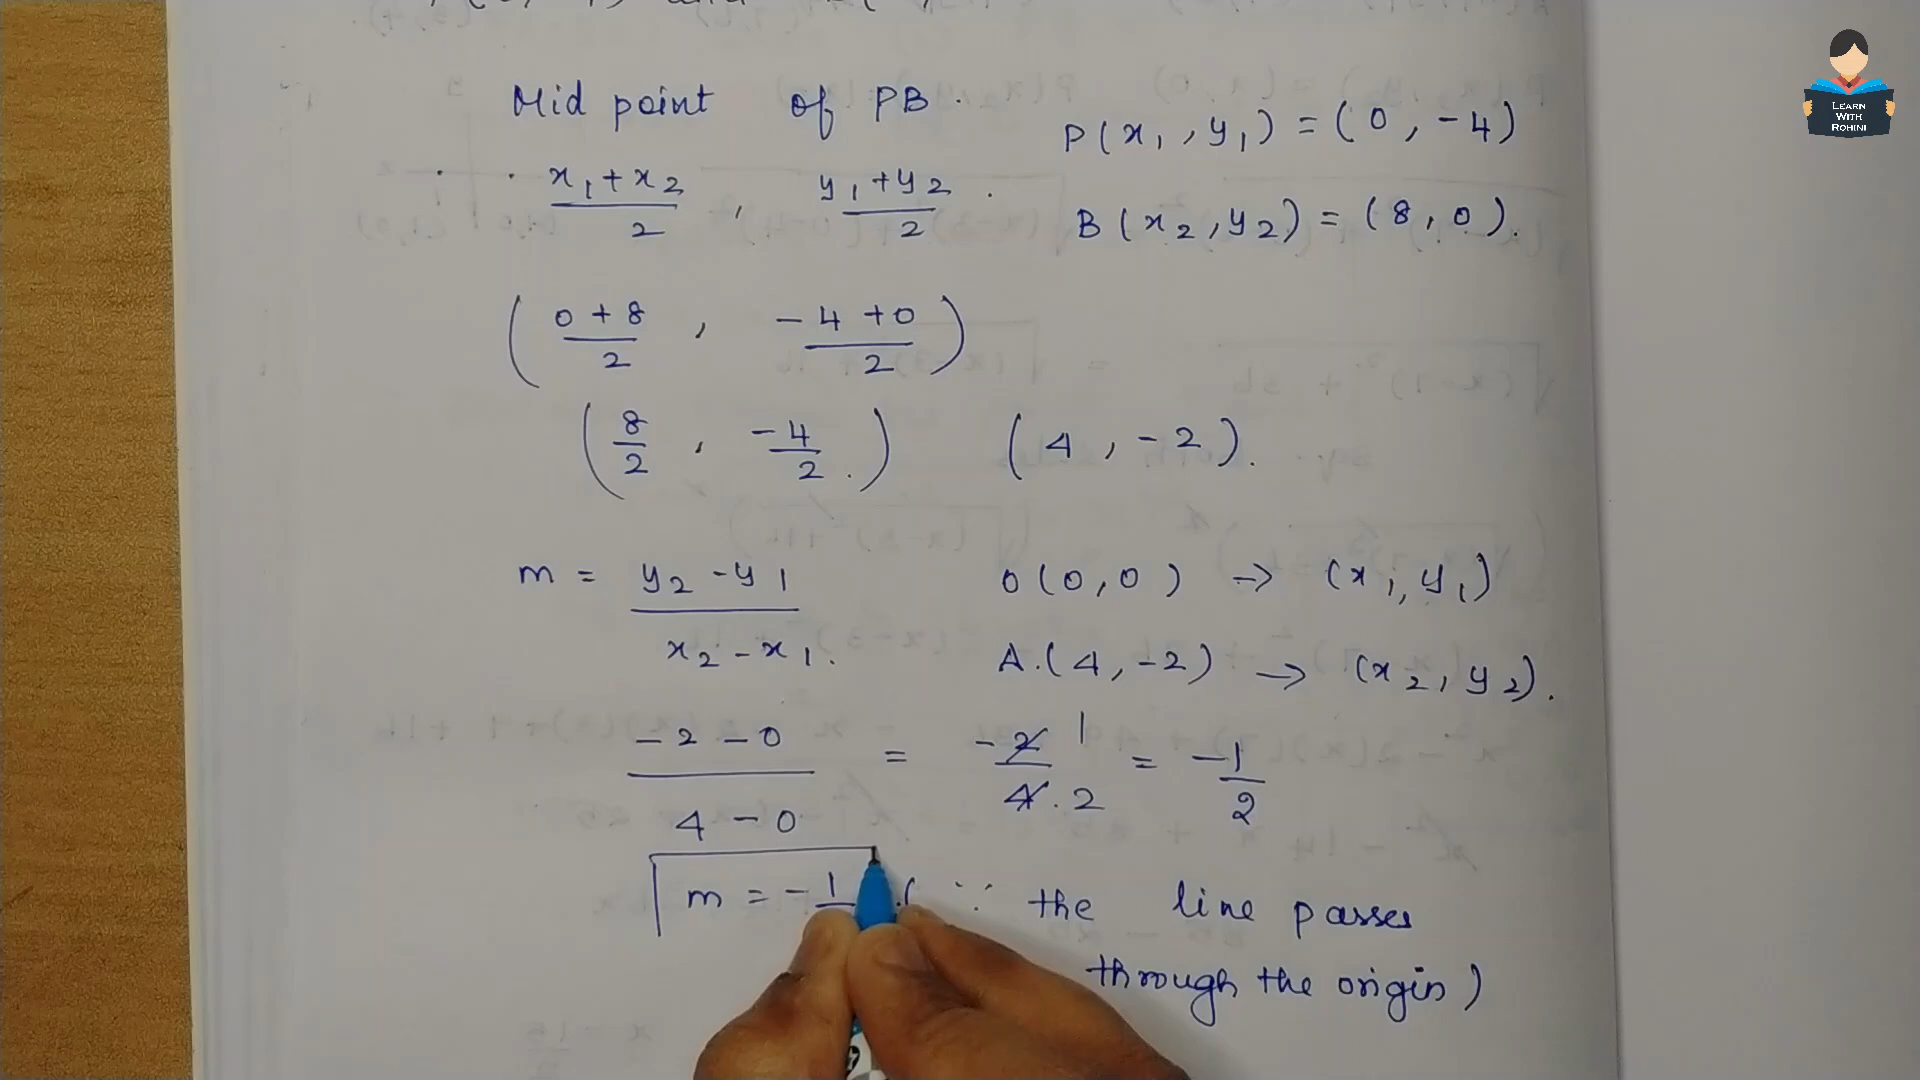 LEARN
WITH
ROHINI
Mid point of PB.
P(x1, y1) = (0, -4)
x1+x2/2, y1+y2/2.
B(x2, y2) = (8, 0).
(0+8/2, -4+0/2)
(8/2, -4/2.) (4, -2).
m = y2-y1/x2-x1.
O(0,0) → (x1, y1)
A.(4,-2) → (x2, y2).
-2-0/4-0 = -2/4 1/2 = -1/2
m = -1 (∵ the line passes
through the origin)